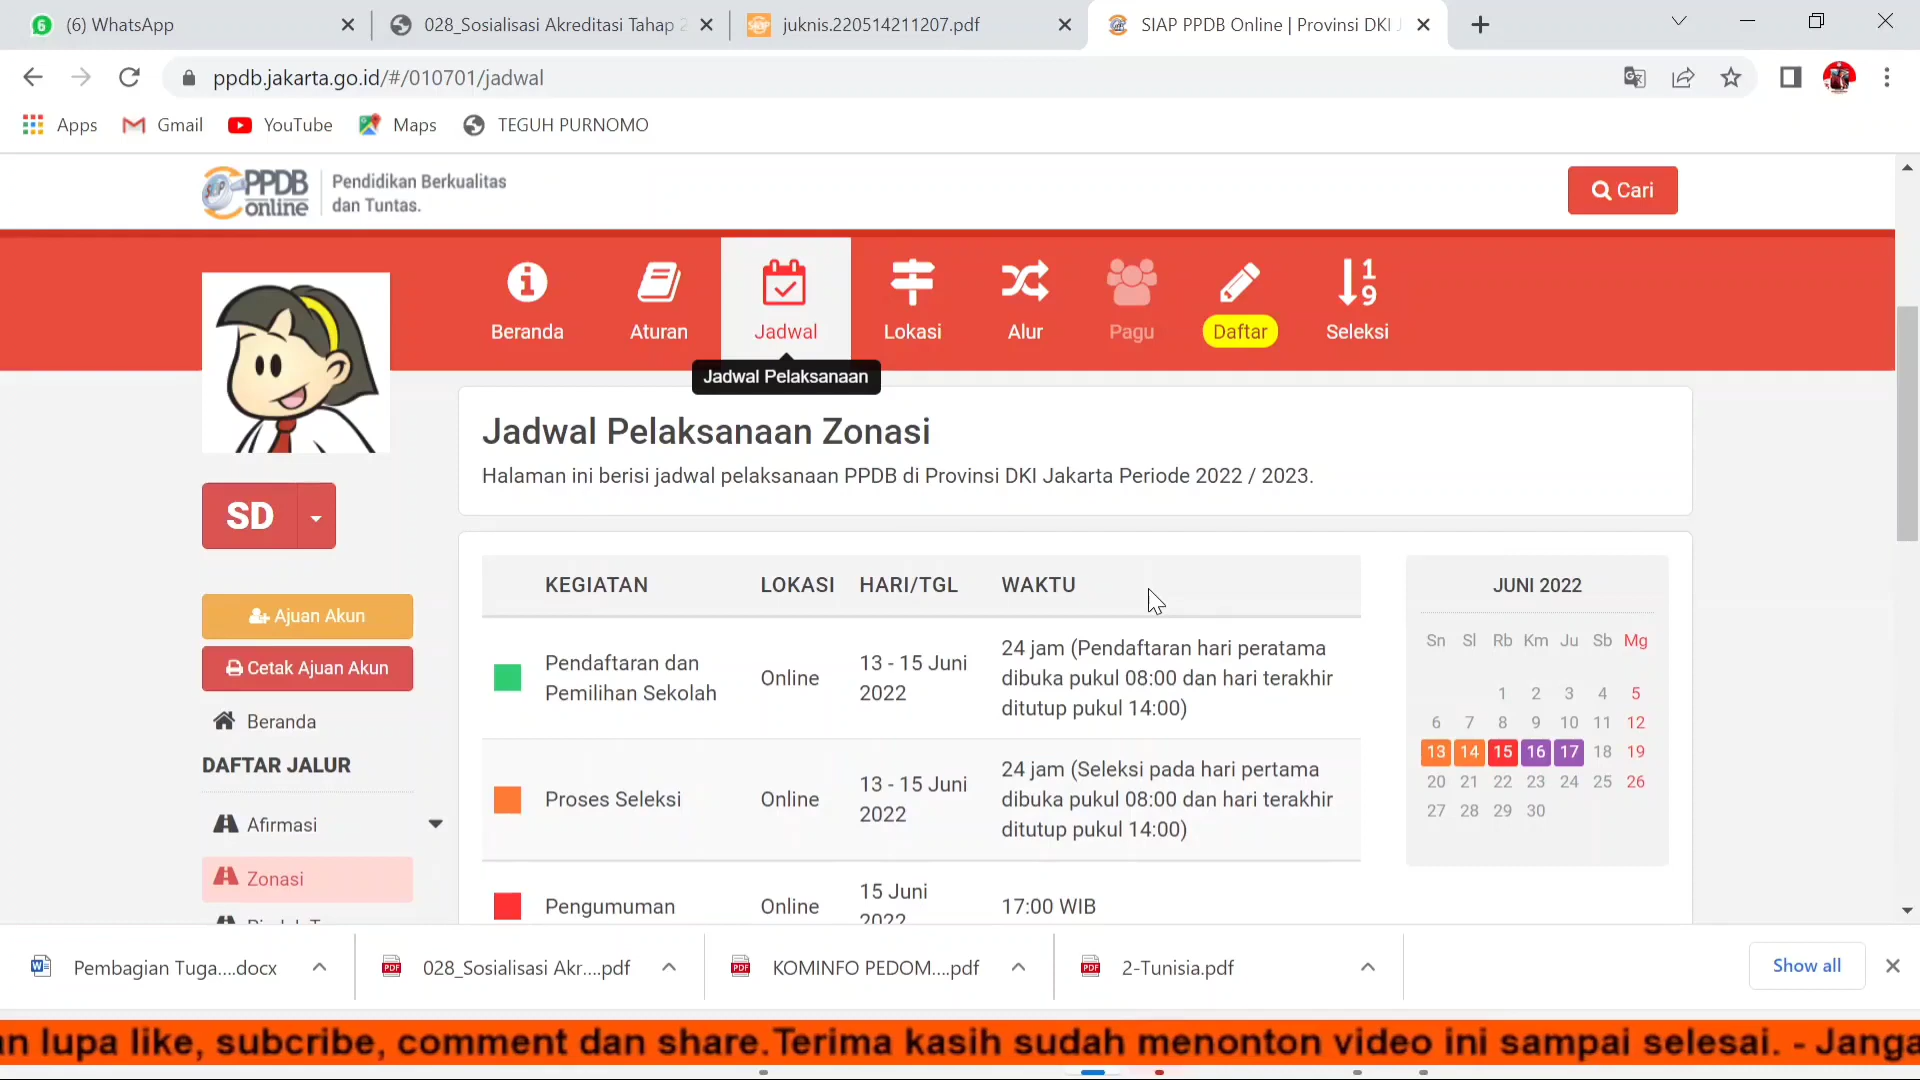 (6) WhatsApp
028_Sosialisasi Akreditasi Tahap 2
juknis.220514211207.pdf
SIAP PPDB Online | Provinsi DKI J
ppdb.jakarta.go.id/#/010701/jadwal
Apps
Gmail
YouTube
Maps
TEGUH PURNOMO
PPDB
online
Pendidikan Berkualitas
dan Tuntas.
Cari
Beranda
Aturan
Jadwal
Lokasi
Alur
Pagu
Daftar
Seleksi
Jadwal Pelaksanaan
Jadwal Pelaksanaan Zonasi
Halaman ini berisi jadwal pelaksanaan PPDB di Provinsi DKI Jakarta Periode 2022 / 2023.
SD
Ajuan Akun
Cetak Ajuan Akun
Beranda
DAFTAR JALUR
Afirmasi
Zonasi
KEGIATAN LOKASI HARI/TGL WAKTU
Pendaftaran dan
Pemilihan Sekolah
Online
13 - 15 Juni
2022
24 jam (Pendaftaran hari peratama
dibuka pukul 08:00 dan hari terakhir
ditutup pukul 14:00)
Proses Seleksi
Online
13 - 15 Juni
2022
24 jam (Seleksi pada hari pertama
dibuka pukul 08:00 dan hari terakhir
ditutup pukul 14:00)
Pengumuman
Online
15 Juni
2022
17:00 WIB
JUNI 2022
Sn Sl Rb Km Ju Sb Mg
1 2 3 4 5
6 7 8 9 10 11 12
13 14 15 16 17 18 19
20 21 22 23 24 25 26
27 28 29 30
Pembagian Tuga....docx
028_Sosialisasi Akr....pdf
KOMINFO PEDOM....pdf
2-Tunisia.pdf
Show all
an lupa like, subcribe, comment dan share. Terima kasih sudah menonton video ini sampai selesai. - Janga